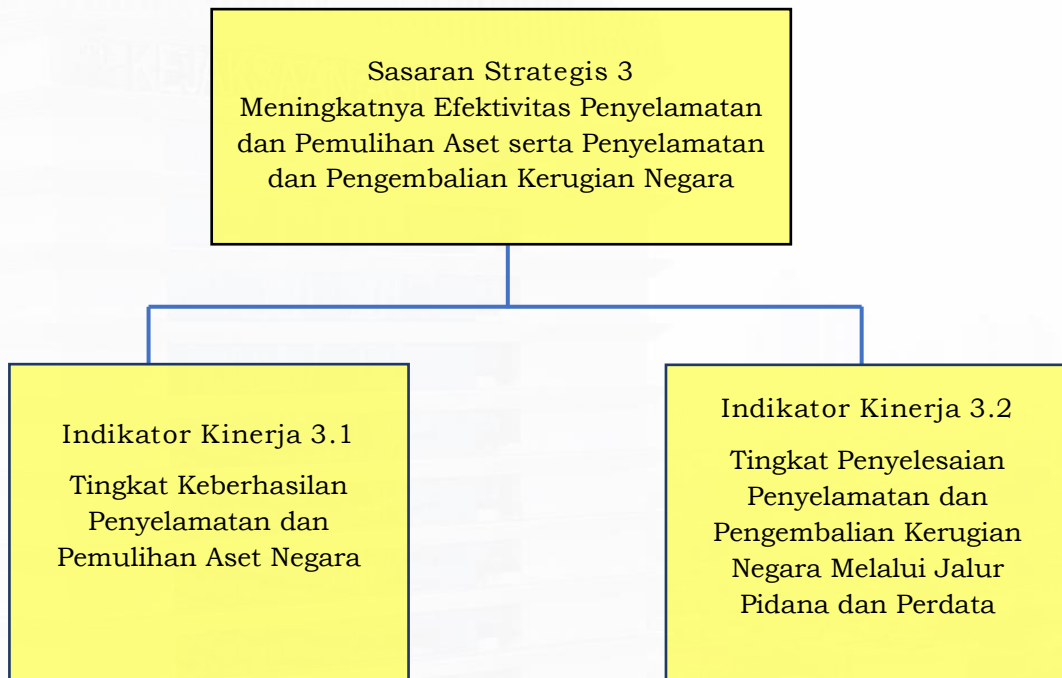 Sasaran Strategis 3
Meningkatnya Efektivitas Penyelamatan
dan Pemulihan Aset serta Penyelamatan
dan Pengembalian Kerugian Negara
Indikator Kinerja 3.1
Tingkat Keberhasilan
Penyelamatan dan
Pemulihan Aset Negara
Indikator Kinerja 3.2
Tingkat Penyelesaian
Penyelamatan dan
Pengembalian Kerugian
Negara Melalui Jalur
Pidana dan Perdata